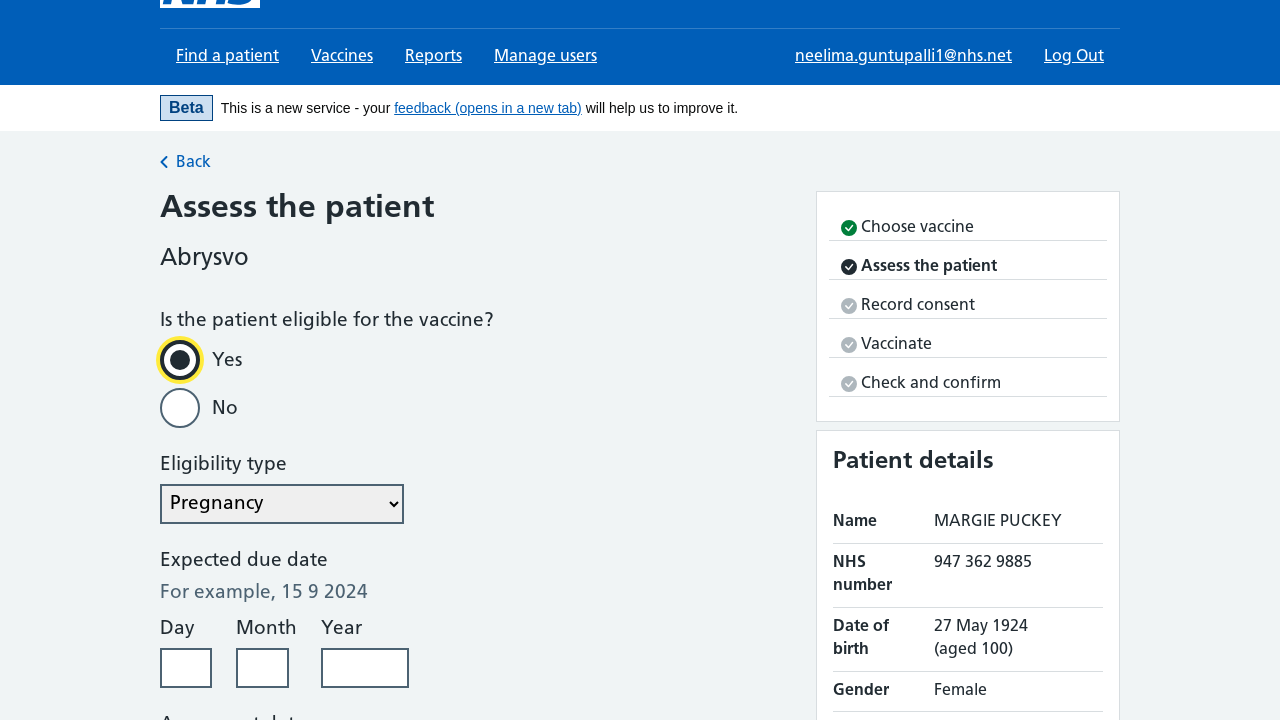 Find a patient Vaccines Reports Manage users neelima.guntupalli1@nhs.net Log Out
Beta This is a new service - your feedback (opens in a new tab) will help us to improve it.
Back
Assess the patient
Abrysvo
Is the patient eligible for the vaccine?
Yes
No
Eligibility type
Pregnancy
Expected due date
For example, 15 9 2024
Day Month Year
Choose vaccine
Assess the patient
Record consent
Vaccinate
Check and confirm
Patient details
Name MARGIE PUCKEY
NHS number 947 362 9885
Date of birth 27 May 1924 (aged 100)
Gender Female